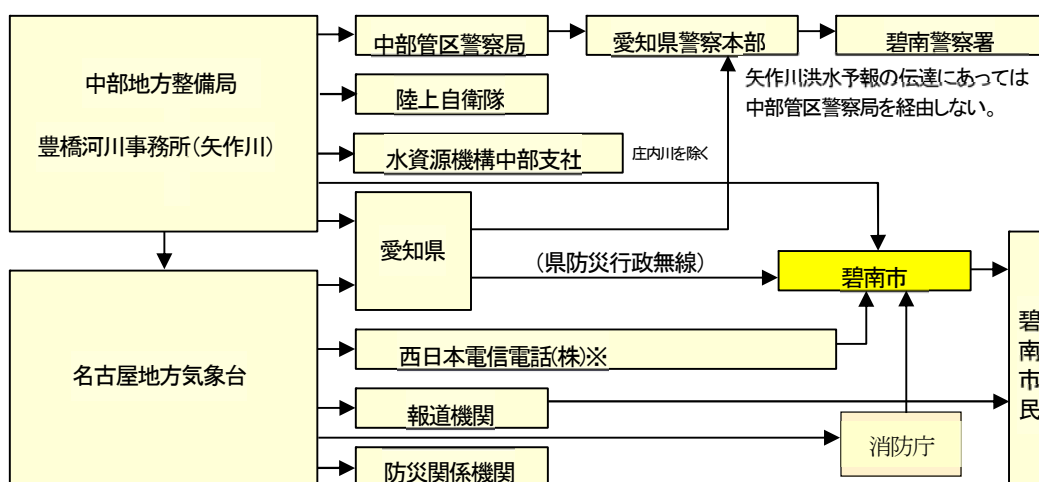 中部管区警察局
愛知県警察本部
碧南警察署
中部地方整備局
豊橋河川事務所（矢作川）
矢作川洪水予報の伝達にあっては
中部管区警察局を経由しない。
陸上自衛隊
水資源機構中部支社
庄内川を除く
愛知県
（県防災行政無線）
碧南市
名古屋地方気象台
西日本電信電話(株)※
報道機関
消防庁
防災関係機関
碧南市民